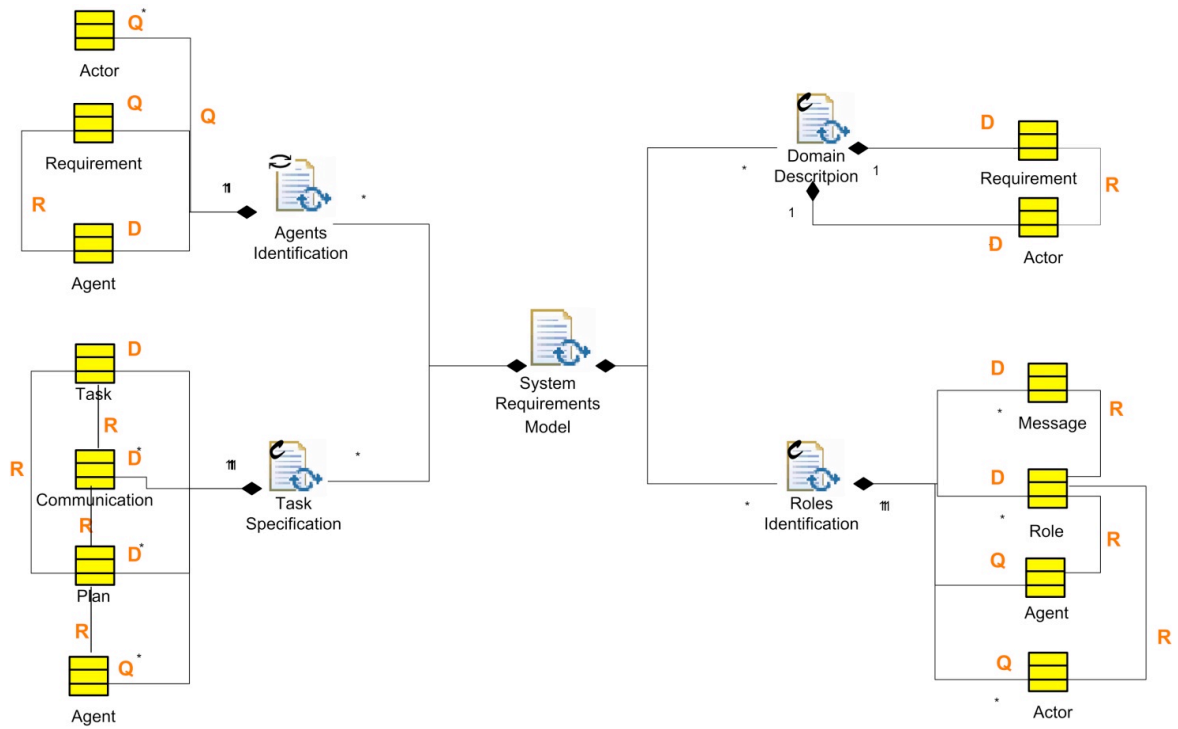 Q*
Actor
Q
Q
Requirement
R
D
Agent
*
Agents
Identification
D
Task
R
R
D*
Communication
R
D*
Plan
R
Q*
Agent
*
Task
Specification
System
Requirements
Model
Domain
Descritpion
*
1
1
D
Requirement
R
D
Actor
Roles
Identification
*
D
*
Message
R
D
*
Role
R
Q
Agent
R
Q
*
Actor